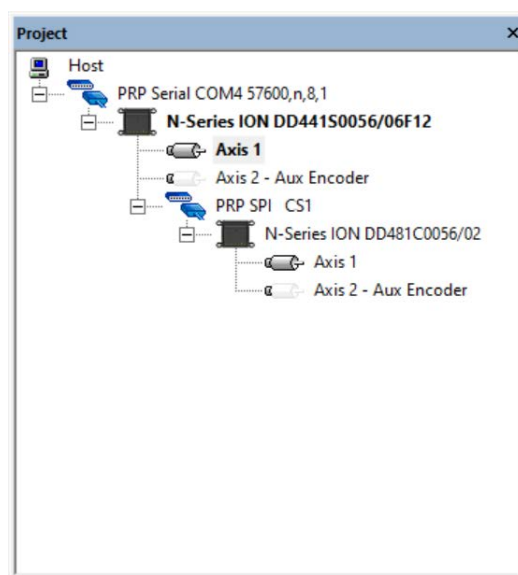 Project
Host
PRP Serial COM4 57600,n,8,1
N-Series ION DD441S0056/06F12
Axis 1
Axis 2 - Aux Encoder
PRP SPI CS1
N-Series ION DD481C0056/02
Axis 1
Axis 2 - Aux Encoder